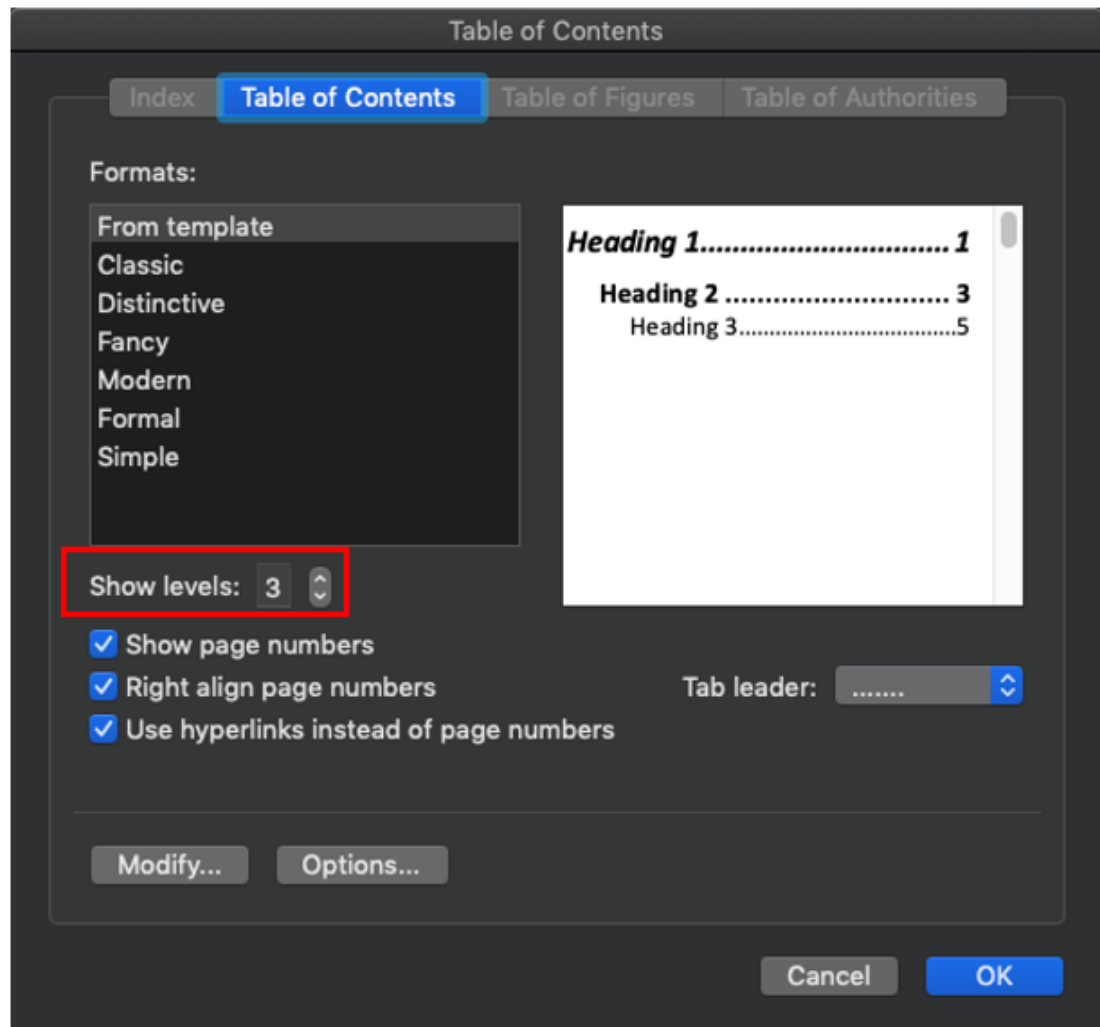 Table of Contents
Index Table of Contents Table of Figures Table of Authorities
Formats:
From template
Classic
Distinctive
Fancy
Modern
Formal
Simple
Heading 1............................... 1
Heading 2 ............................ 3
Heading 3.......................................5
Show levels: 3
Show page numbers
Right align page numbers
Tab leader: .......
Use hyperlinks instead of page numbers
Modify... Options...
Cancel OK